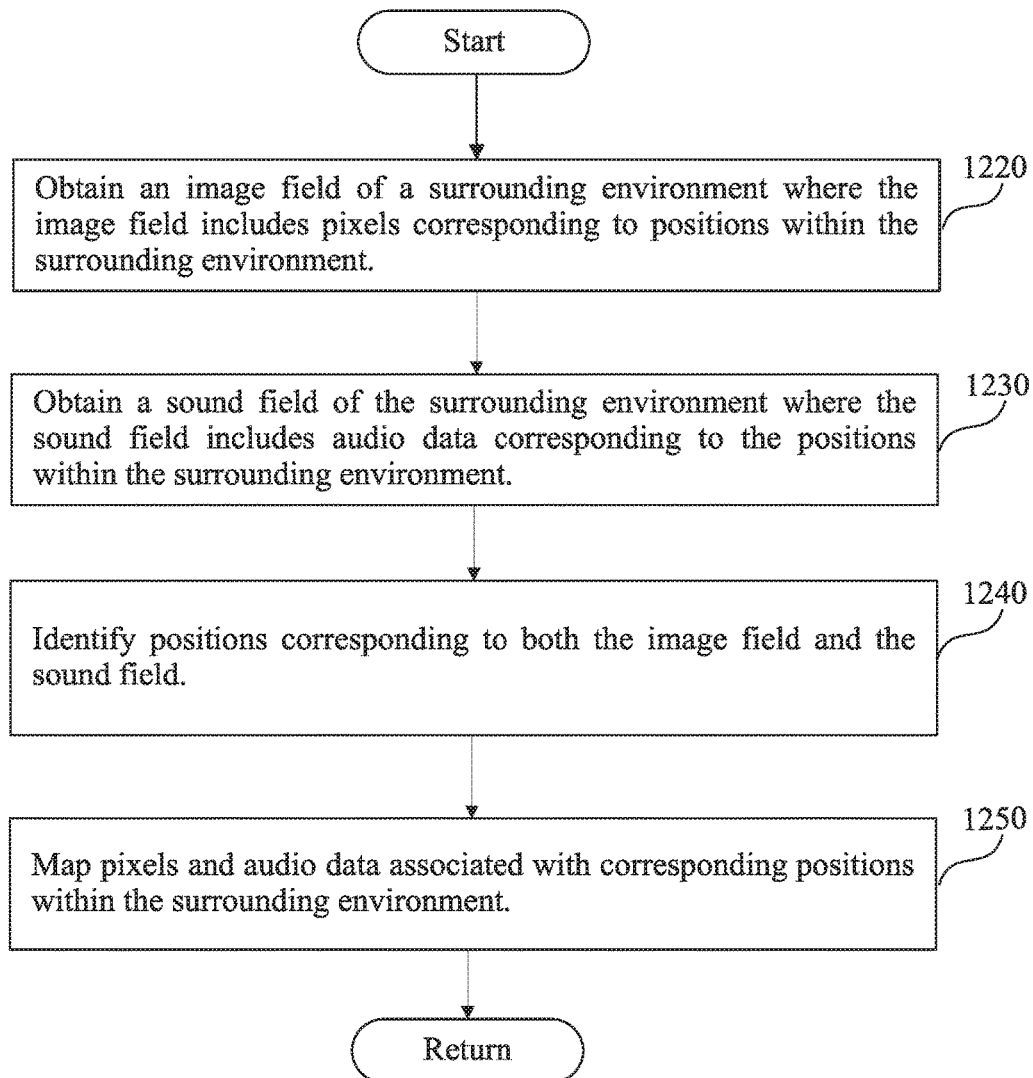 Start
1220
Obtain an image field of a surrounding environment where the
image field includes pixels corresponding to positions within the
surrounding environment.
1230
Obtain a sound field of the surrounding environment where the
sound field includes audio data corresponding to the positions
within the surrounding environment.
1240
Identify positions corresponding to both the image field and the
sound field.
1250
Map pixels and audio data associated with corresponding positions
within the surrounding environment.
Return